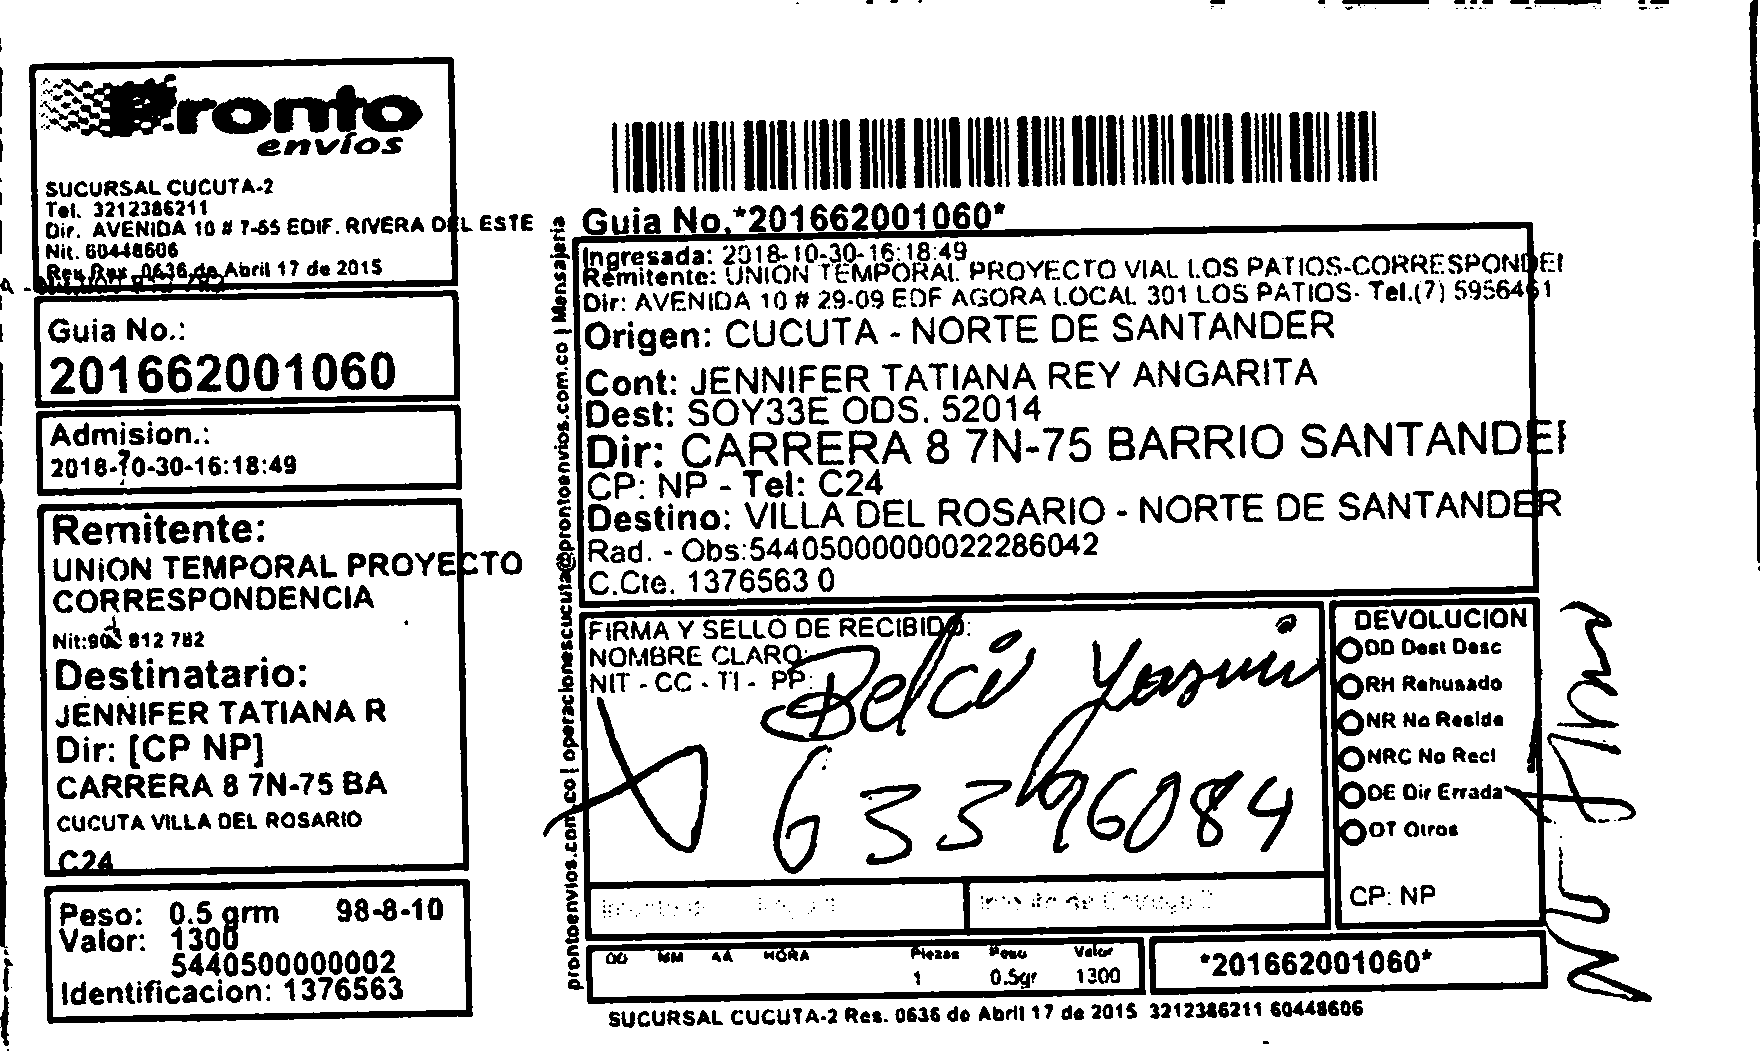 Pronto
envíos
SUCURSAL CUCUTA-2
Tel. 3212386211
Dir. AVENIDA 10 # 7-55 EDIF. RIVERA DEL ESTE
Nit. 60448606
0636 de Abril 17 de 2015
Guia No.:
201662001060
Admision.:
2018-10-30-16:18:49
Remitente:
UNION TEMPORAL PROYECTO
CORRESPONDENCIA
Nit: 812 782
Destinatario:
JENNIFER TATIANA R
Dir: [CP NP]
CARRERA 8 7N-75 BA
CUCUTA VILLA DEL ROSARIO
C24
Peso: 0.5 grm 98-8-10
Valor: 1300
5440500000002
Identificacion: 1376563
prontoenvios.com.co | operacionescucuta@prontoenvios.com.co | Mensajeria
Guia No.*201662001060*
Ingresada: 2018-10-30-16:18:49
Remitente: UNION TEMPORAL PROYECTO VIAL LOS PATIOS-CORRESPONDE
Dir: AVENIDA 10 # 29-09 EDF AGORA LOCAL 301 LOS PATIOS- Tel.(7) 5956461
Origen: CUCUTA - NORTE DE SANTANDER
Cont: JENNIFER TATIANA REY ANGARITA
Dest: SOY33E ODS. 52014
Dir: CARRERA 8 7N-75 BARRIO SANTANDE
CP: NP - Tel: C24
Destino: VILLA DEL ROSARIO - NORTE DE SANTANDER
Rad. - Obs:54405000000022286042
C.Cte. 1376563 0
FIRMA Y SELLO DE RECIBIDO:
NOMBRE CLARO:
NIT - CC - TI - PP:
Belci Yasmin
63396084
DEVOLUCION
DD Dest Desc
RH Rehusado
NR No Reside
NRC No Recl
DE Dir Errada
OT Otros
CP: NP
DD MM AA HORA Piezas Peso Valor
1 0.5gr 1300
*201662001060*
SUCURSAL CUCUTA-2 Res. 0636 de Abril 17 de 2015 3212386211 60448606